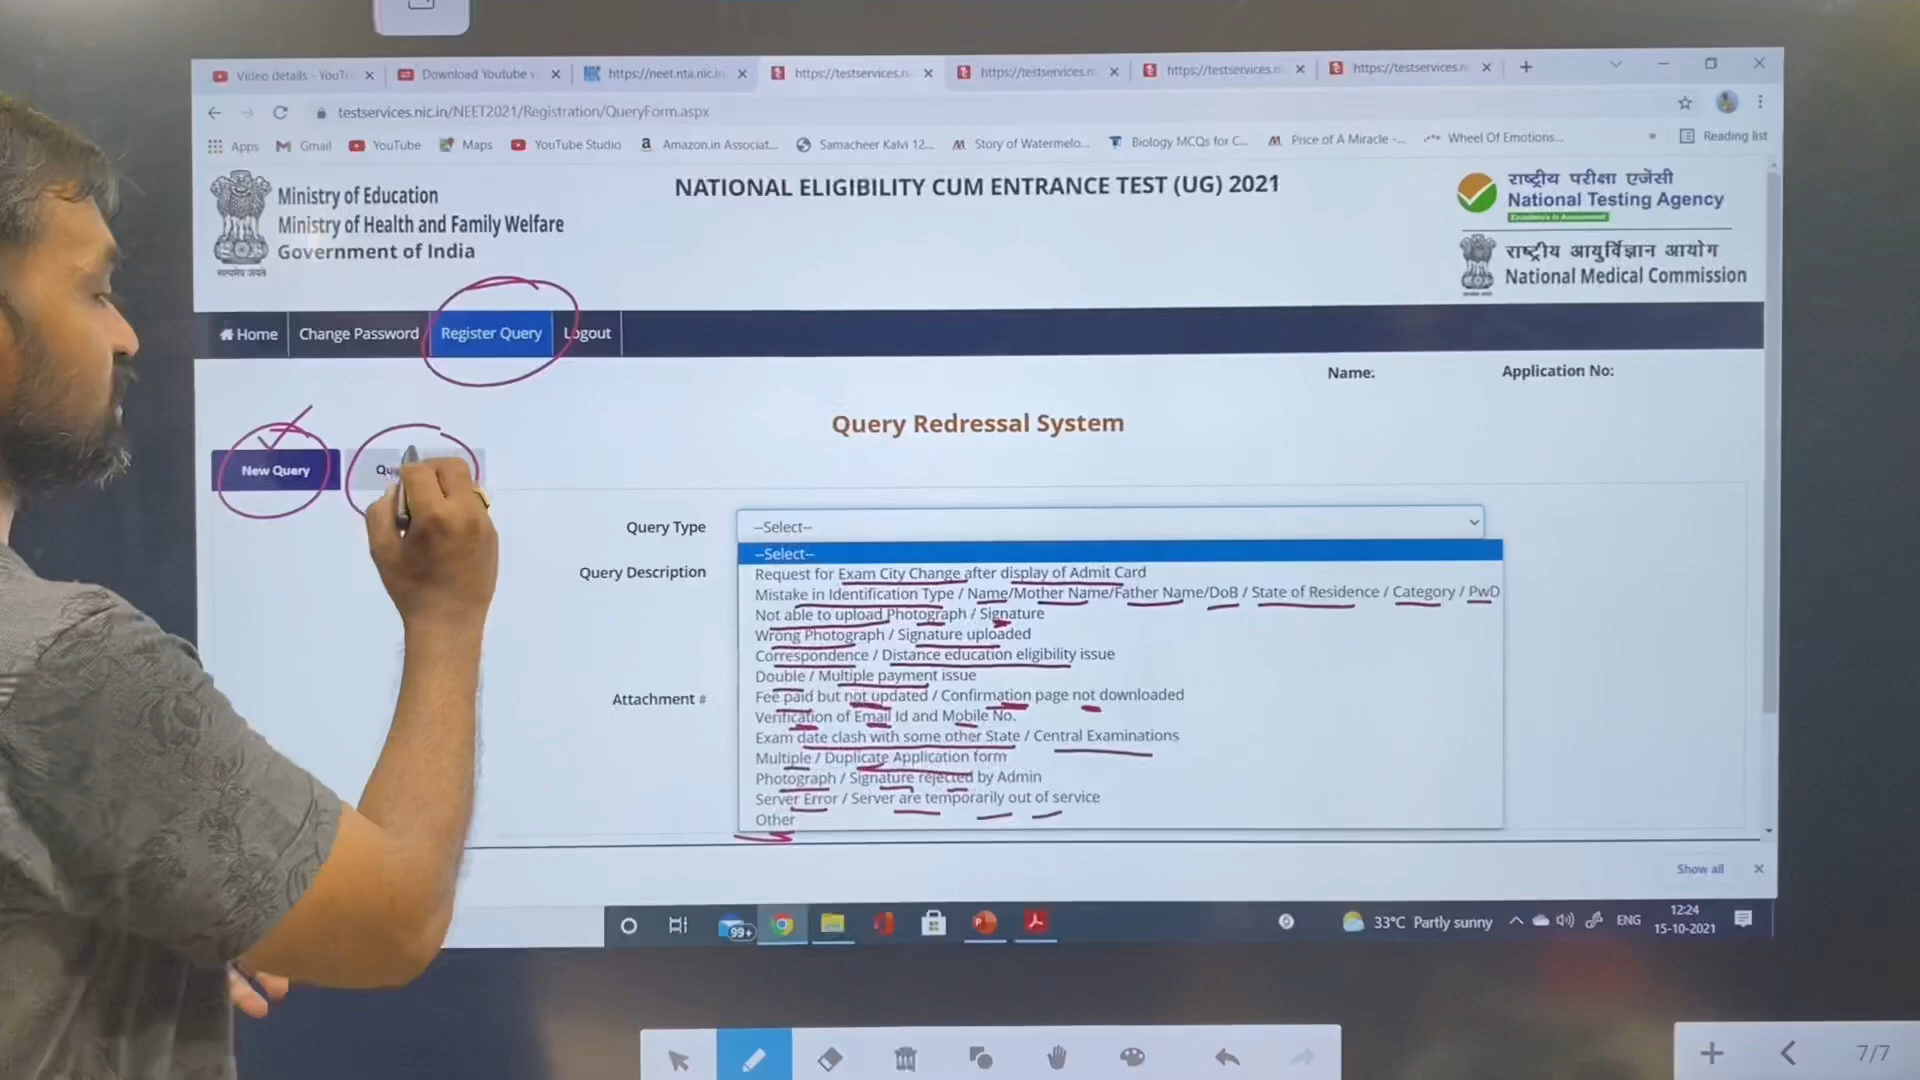 Video details - YouTu
Download Youtube v
https://neet.nta.nic.in
https://testservices.n
https://testservices.n
https://testservices.n
https://testservices.n
testservices.nic.in/NEET2021/Registration/QueryForm.aspx
Apps
Gmail
YouTube
Maps
YouTube Studio
Amazon.in Associat...
Samacheer Kalvi 12...
Story of Watermelo...
Biology MCQs for C...
Price of A Miracle -...
Wheel Of Emotions...
»
Reading list
सत्यमेव जयते
Ministry of Education
Ministry of Health and Family Welfare
Government of India
NATIONAL ELIGIBILITY CUM ENTRANCE TEST (UG) 2021
राष्ट्रीय परीक्षा एजेंसी
National Testing Agency
Excellence in Assessment
राष्ट्रीय आयुर्विज्ञान आयोग
National Medical Commission
Home
Change Password
Register Query
Logout
Name:
Application No:
Query Redressal System
New Query
Qu
Query Type
--Select--
--Select--
Query Description
Request for Exam City Change after display of Admit Card
Mistake in Identification Type / Name/Mother Name/Father Name/DoB / State of Residence / Category / PwD
Not able to upload Photograph / Signature
Wrong Photograph / Signature uploaded
Correspondence / Distance education eligibility issue
Double / Multiple payment issue
Attachment #
Fee paid but not updated / Confirmation page not downloaded
Verification of Email Id and Mobile No.
Exam date clash with some other State / Central Examinations
Multiple / Duplicate Application form
Photograph / Signature rejected by Admin
Server Error / Server are temporarily out of service
Other
Show all
99+
33°C Partly sunny
ENG
12:24
15-10-2021
7/7